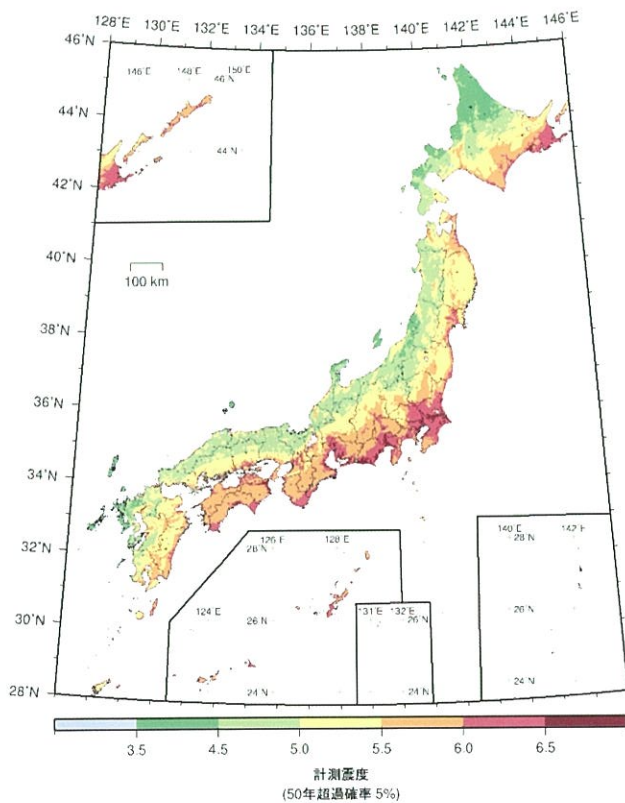 128˚E 130˚E 132˚E 134˚E 136˚E 138˚E 140˚E 142˚E 144˚E 146˚E
46˚N
146˚E 148˚E 150˚E
46˚N
44˚N
44˚N
42˚N
40˚N
100 km
38˚N
36˚N
34˚N
32˚N
126˚E 128˚E
28˚N
140˚E 142˚E
28˚N
30˚N
124˚E
26˚N
131˚E 132˚E
26˚N
26˚N
28˚N
24˚N
24˚N
24˚N
3.5 4.5 5.0 5.5 6.0 6.5
計測震度
(50年超過確率 5%)